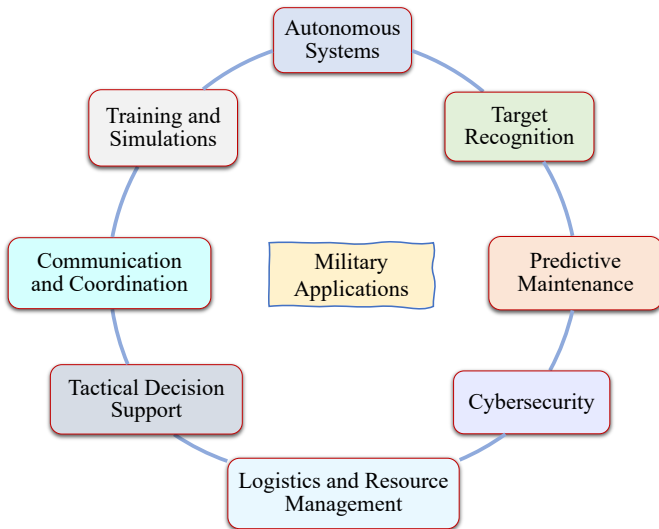 Autonomous
Systems
Training and
Simulations
Target
Recognition
Communication
and Coordination
Military
Applications
Predictive
Maintenance
Tactical Decision
Support
Cybersecurity
Logistics and Resource
Management